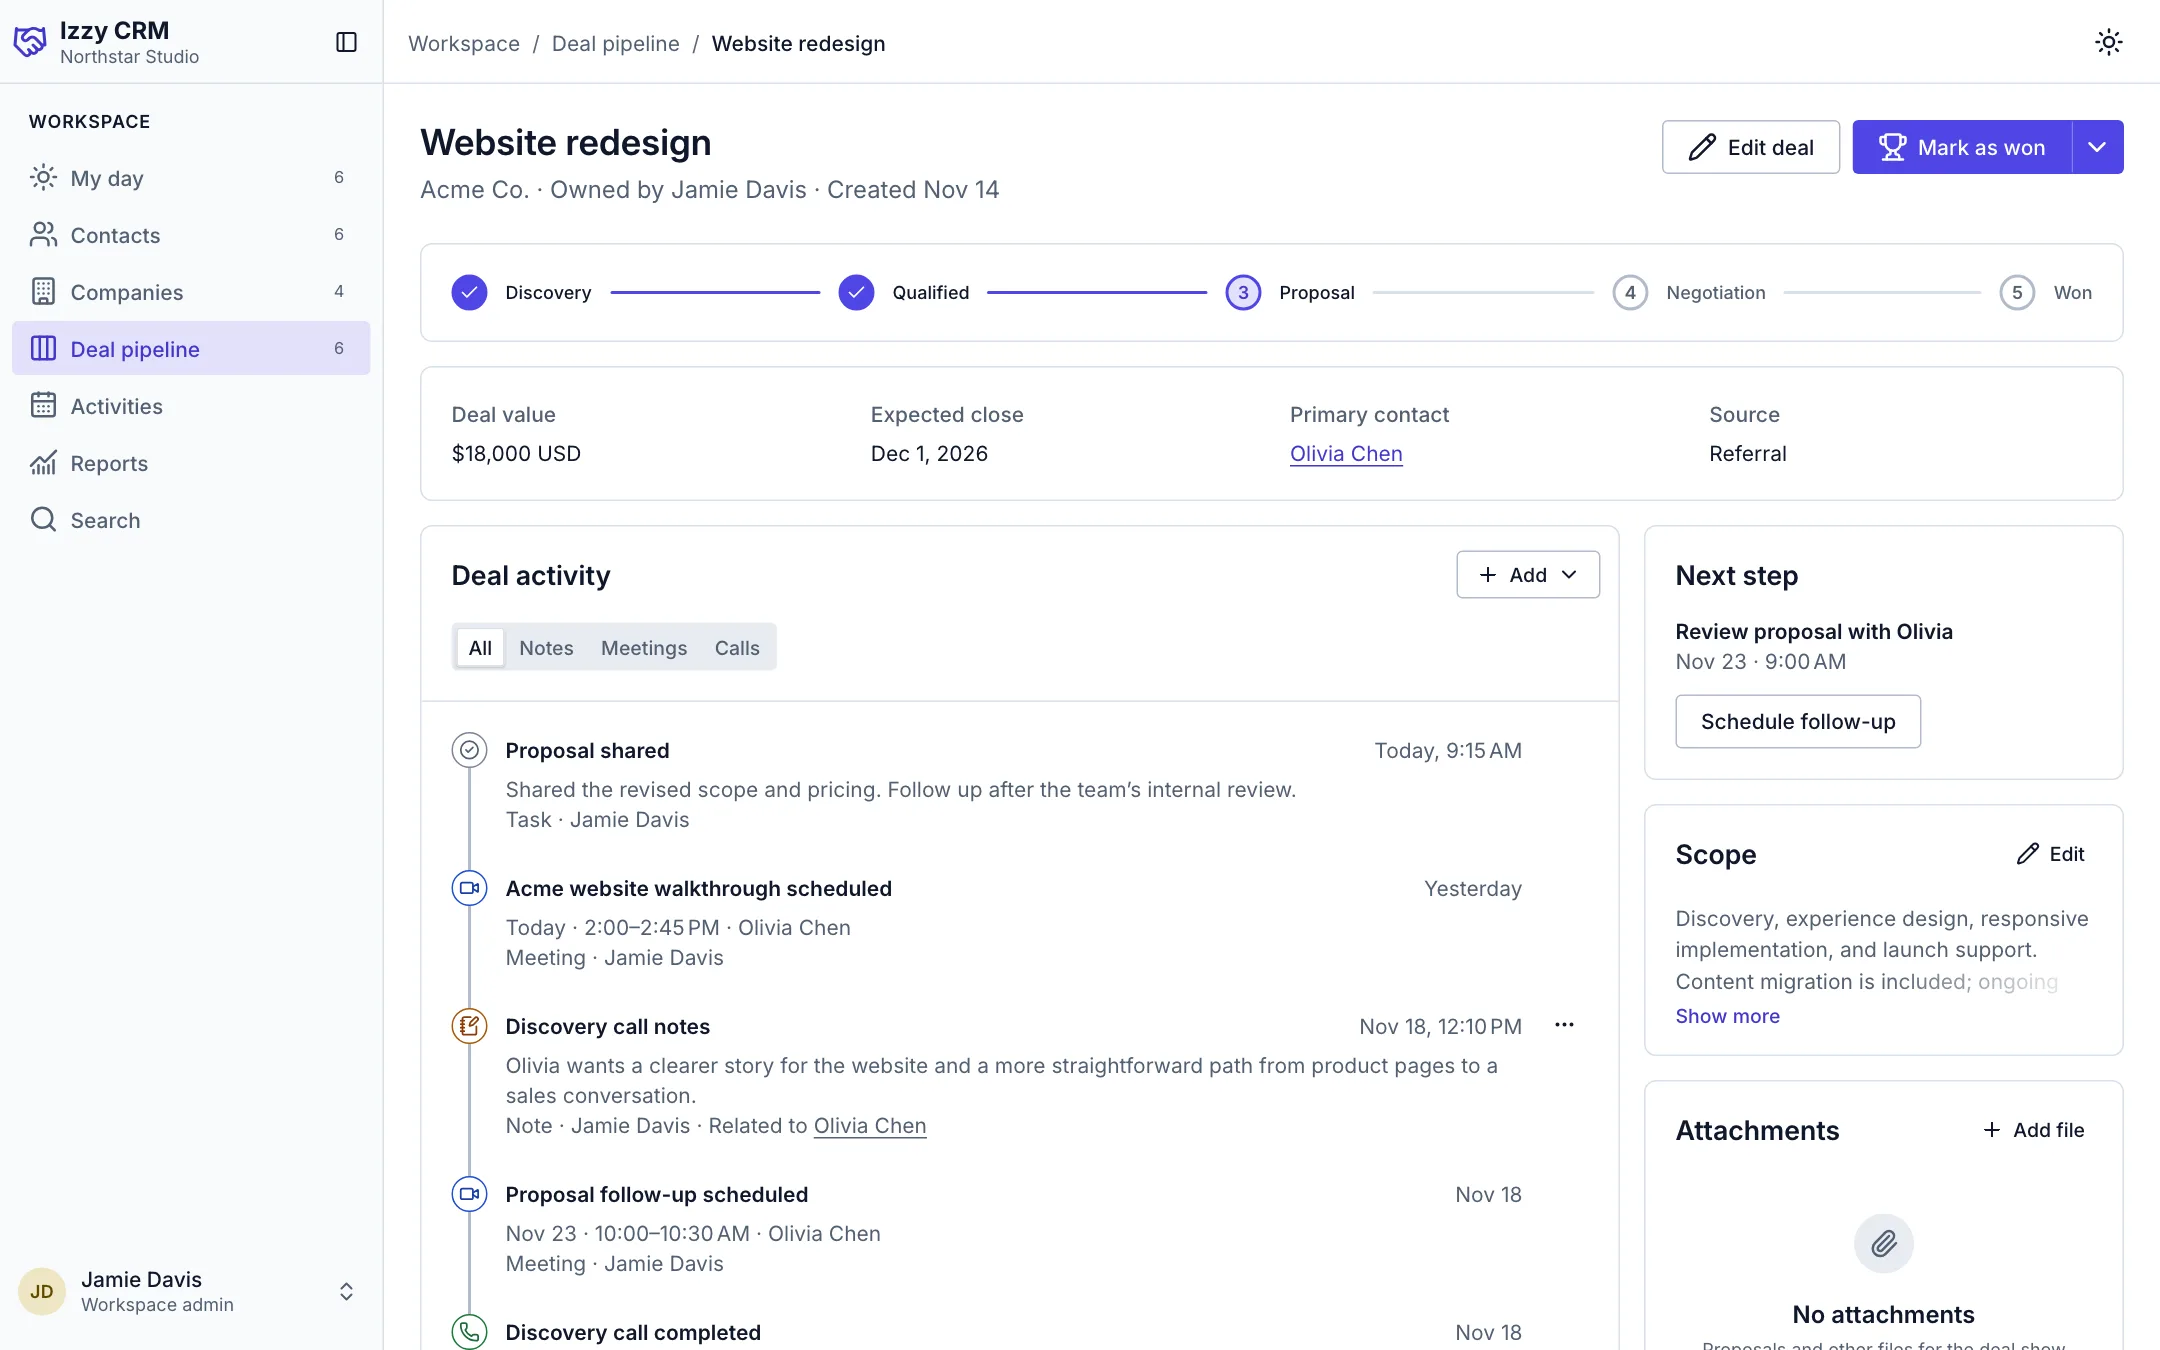 Izzy CRM
Northstar Studio
WORKSPACE
My day 6
Contacts 6
Companies 4
Deal pipeline 6
Activities
Reports
Search
JD
Jamie Davis
Workspace admin
Workspace / Deal pipeline / Website redesign
Website redesign
Acme Co. · Owned by Jamie Davis · Created Nov 14
Edit deal
Mark as won
Discovery
Qualified
3 Proposal
4 Negotiation
5 Won
Deal value
$18,000 USD
Expected close
Dec 1, 2026
Primary contact
Olivia Chen
Source
Referral
Deal activity
Add
All Notes Meetings Calls
Proposal shared Today, 9:15 AM
Shared the revised scope and pricing. Follow up after the team’s internal review.
Task · Jamie Davis
Acme website walkthrough scheduled Yesterday
Today · 2:00–2:45 PM · Olivia Chen
Meeting · Jamie Davis
Discovery call notes Nov 18, 12:10 PM
Olivia wants a clearer story for the website and a more straightforward path from product pages to a
sales conversation.
Note · Jamie Davis · Related to Olivia Chen
Proposal follow-up scheduled Nov 18
Nov 23 · 10:00–10:30 AM · Olivia Chen
Meeting · Jamie Davis
Discovery call completed Nov 18
Next step
Review proposal with Olivia
Nov 23 · 9:00 AM
Schedule follow-up
Scope
Edit
Discovery, experience design, responsive
implementation, and launch support.
Content migration is included; ongoing
Show more
Attachments
Add file
No attachments
Proposals and other files for the deal show